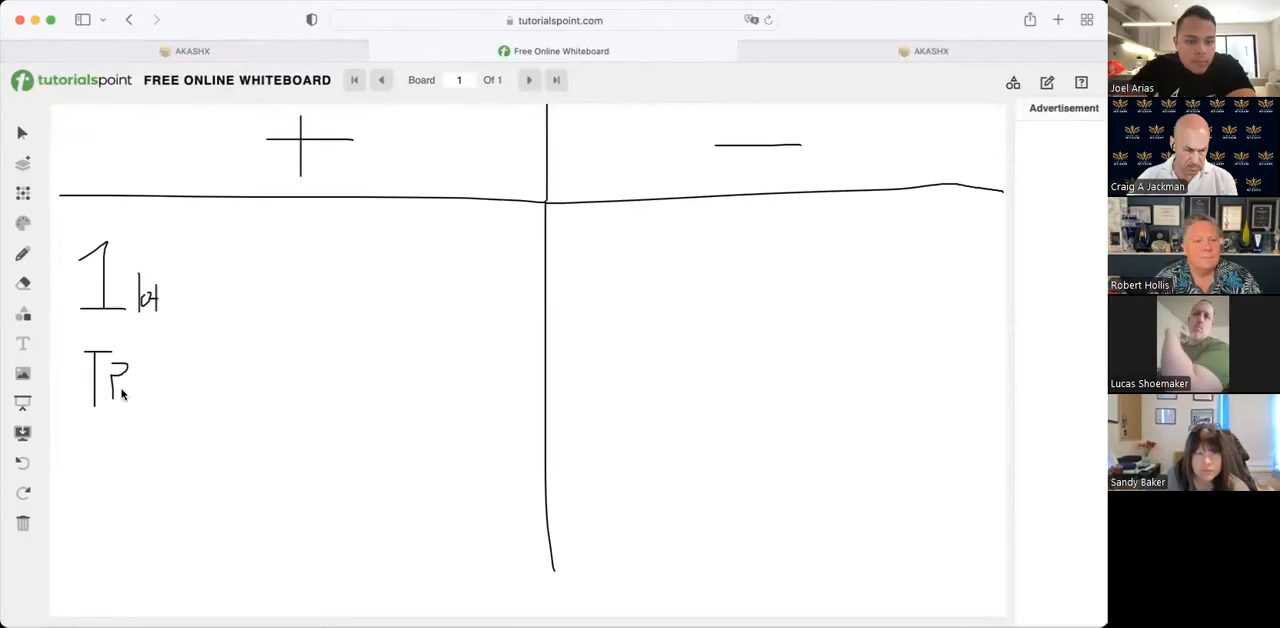 tutorialspoint.com
AKASHX
Free Online Whiteboard
AKASHX
tutorialspoint FREE ONLINE WHITEBOARD
Board 1 Of 1
Advertisement
+
—
1 lot
TP
Joel Arias
Craig A Jackman
Robert Hollis
Lucas Shoemaker
Sandy Baker